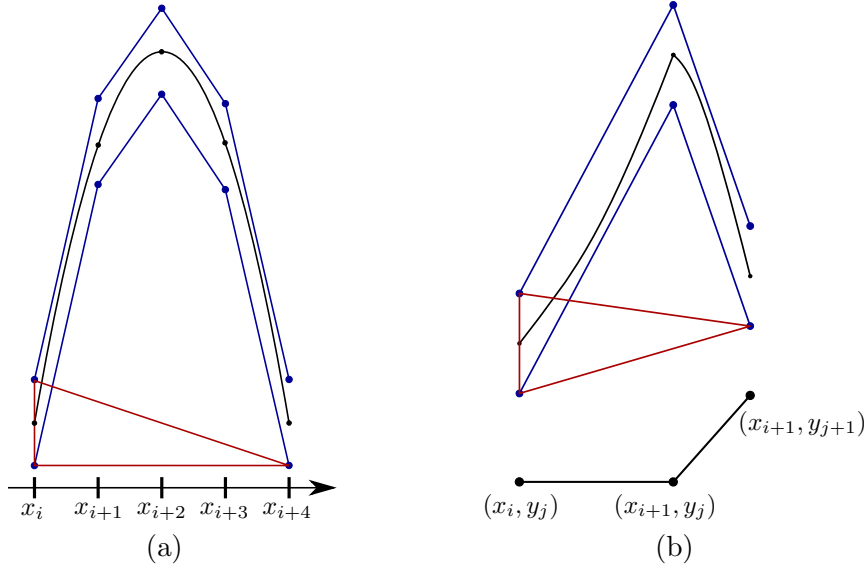 (x_{i+1}, y_{j+1})
(x_i, y_j) (x_{i+1}, y_j)
x_i x_{i+1} x_{i+2} x_{i+3} x_{i+4}
(a) (b)